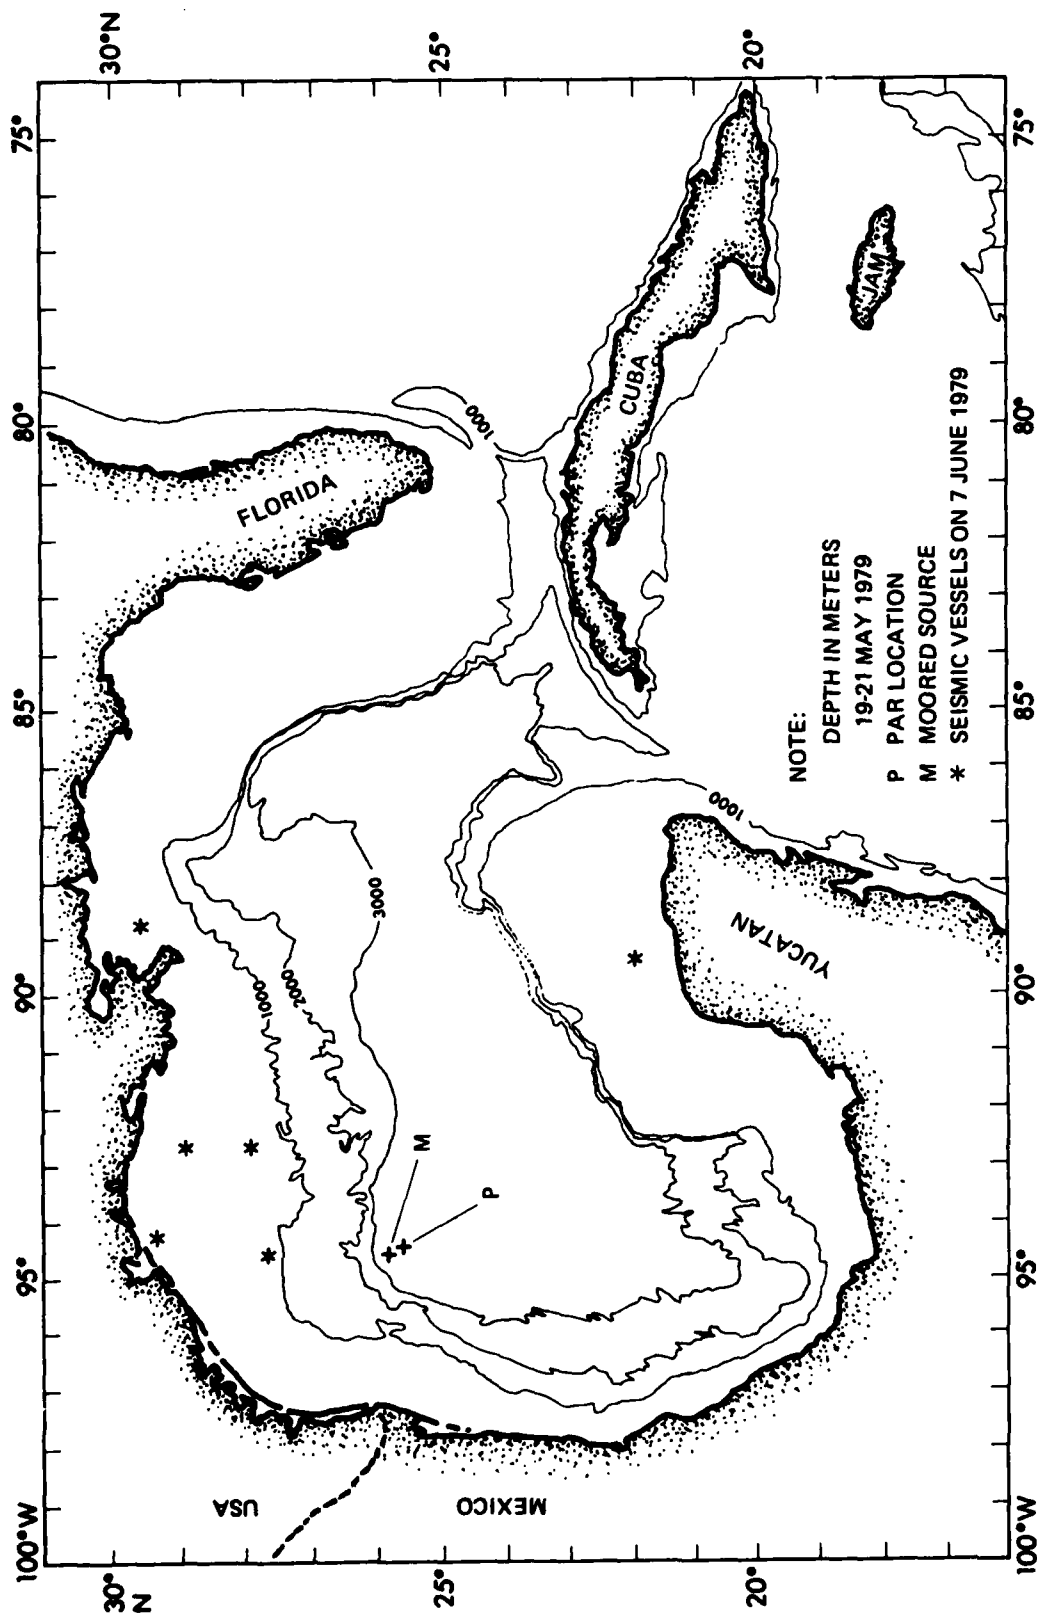 100°W
95°
90°
85°
80°
75°
30°
N
30°N
USA
FLORIDA
1000
2000
3000
1000
25°
25°
M
P
MEXICO
CUBA
YUCATAN
1000
JAM
20°
20°
NOTE:
DEPTH IN METERS
19-21 MAY 1979
P PAR LOCATION
M MOORED SOURCE
* SEISMIC VESSELS ON 7 JUNE 1979
100°W
95°
90°
85°
80°
75°